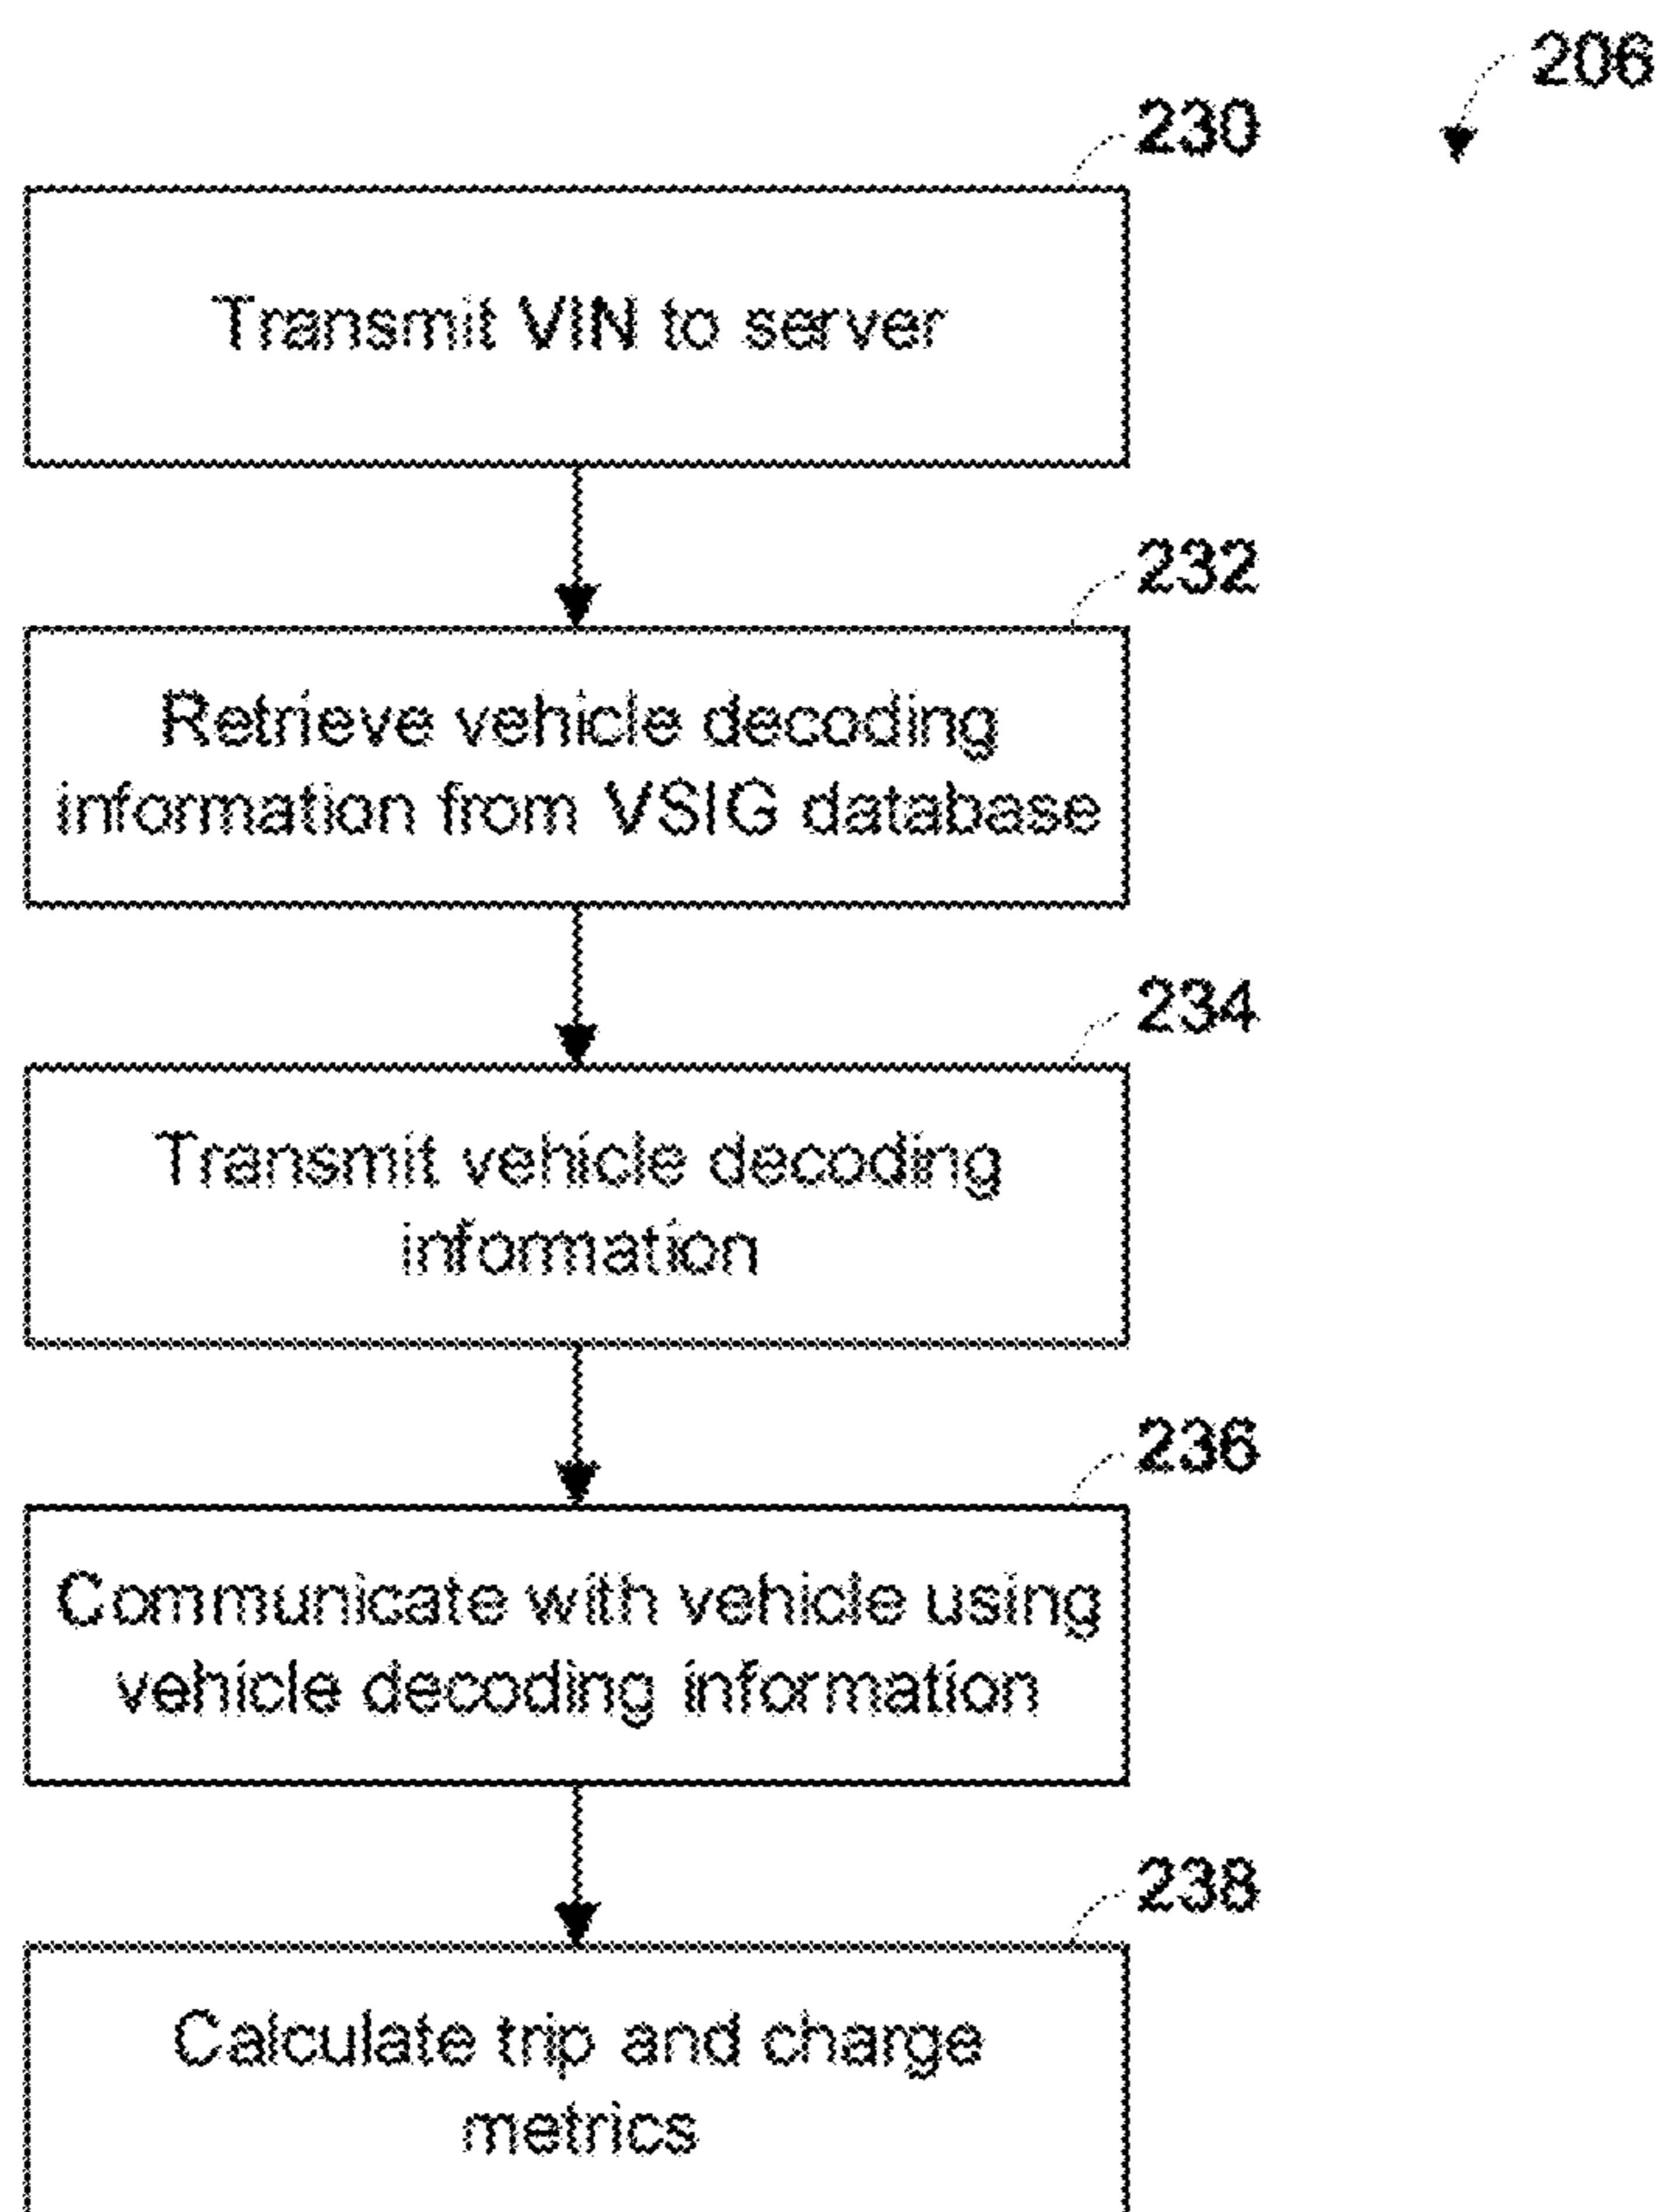 206
230
Transmit VIN to server
232
Retrieve vehicle decoding
information from VSIG database
234
Transmit vehicle decoding
information
236
Communicate with vehicle using
vehicle decoding information
238
Calculate trip and charge
metrics